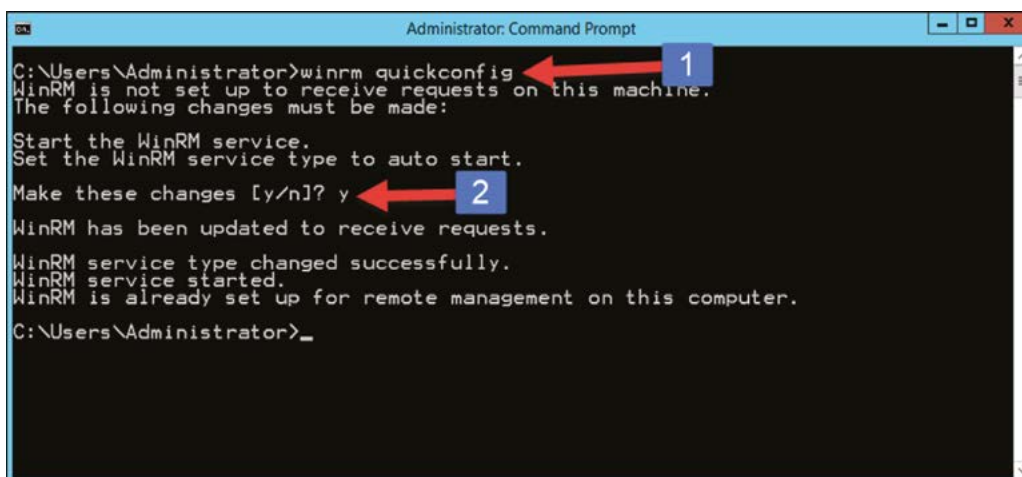 Administrator: Command Prompt
C:\Users\Administrator>winrm quickconfig
1
WinRM is not set up to receive requests on this machine.
The following changes must be made:
Start the WinRM service.
Set the WinRM service type to auto start.
Make these changes [y/n]? y
2
WinRM has been updated to receive requests.
WinRM service type changed successfully.
WinRM service started.
WinRM is already set up for remote management on this computer.
C:\Users\Administrator>_